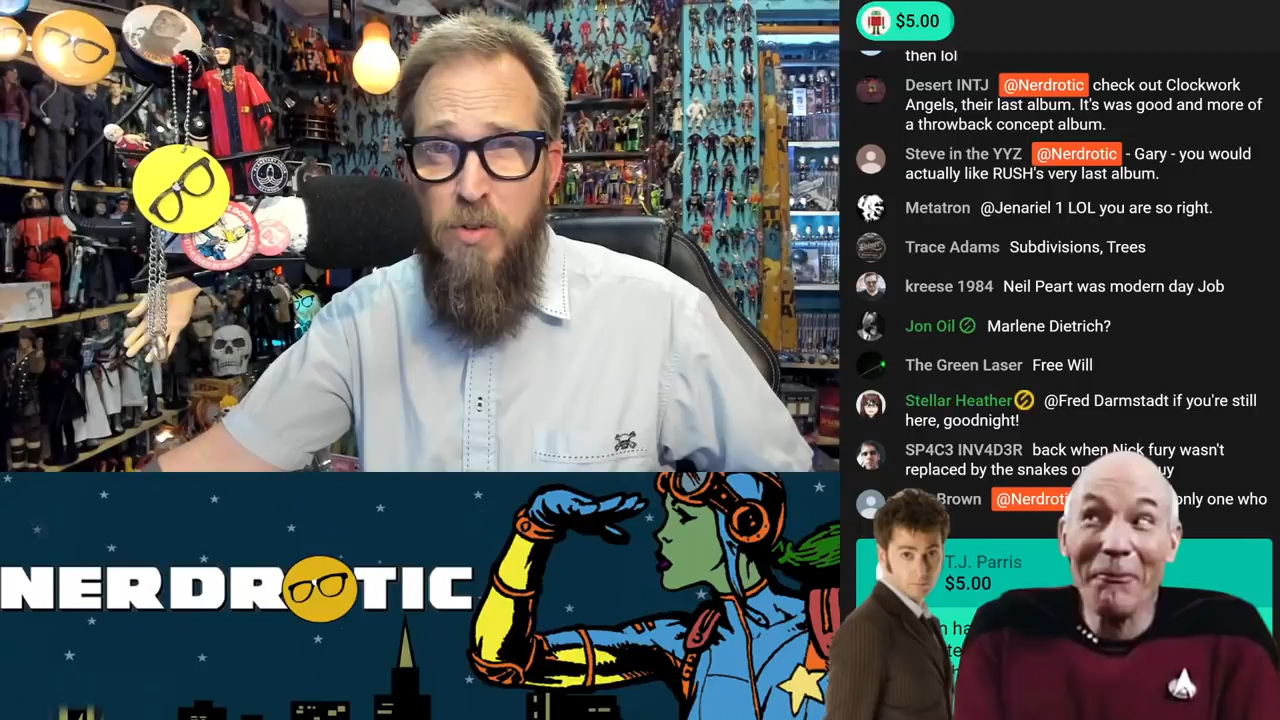 $5.00
then lol
Desert INTJ @Nerdrotic check out Clockwork
Angels, their last album. It's was good and more of
a throwback concept album.
Steve in the YYZ @Nerdrotic - Gary - you would
actually like RUSH's very last album.
Metatron @Jenariel 1 LOL you are so right.
Trace Adams Subdivisions, Trees
kreese 1984 Neil Peart was modern day Job
Jon Oil Marlene Dietrich?
The Green Laser Free Will
Stellar Heather @Fred Darmstadt if you're still
here, goodnight!
SP4C3 INV4D3R back when Nick fury wasn't
replaced by the snakes
Brown only one who
T.J. Parris
$5.00
NERDROTIC